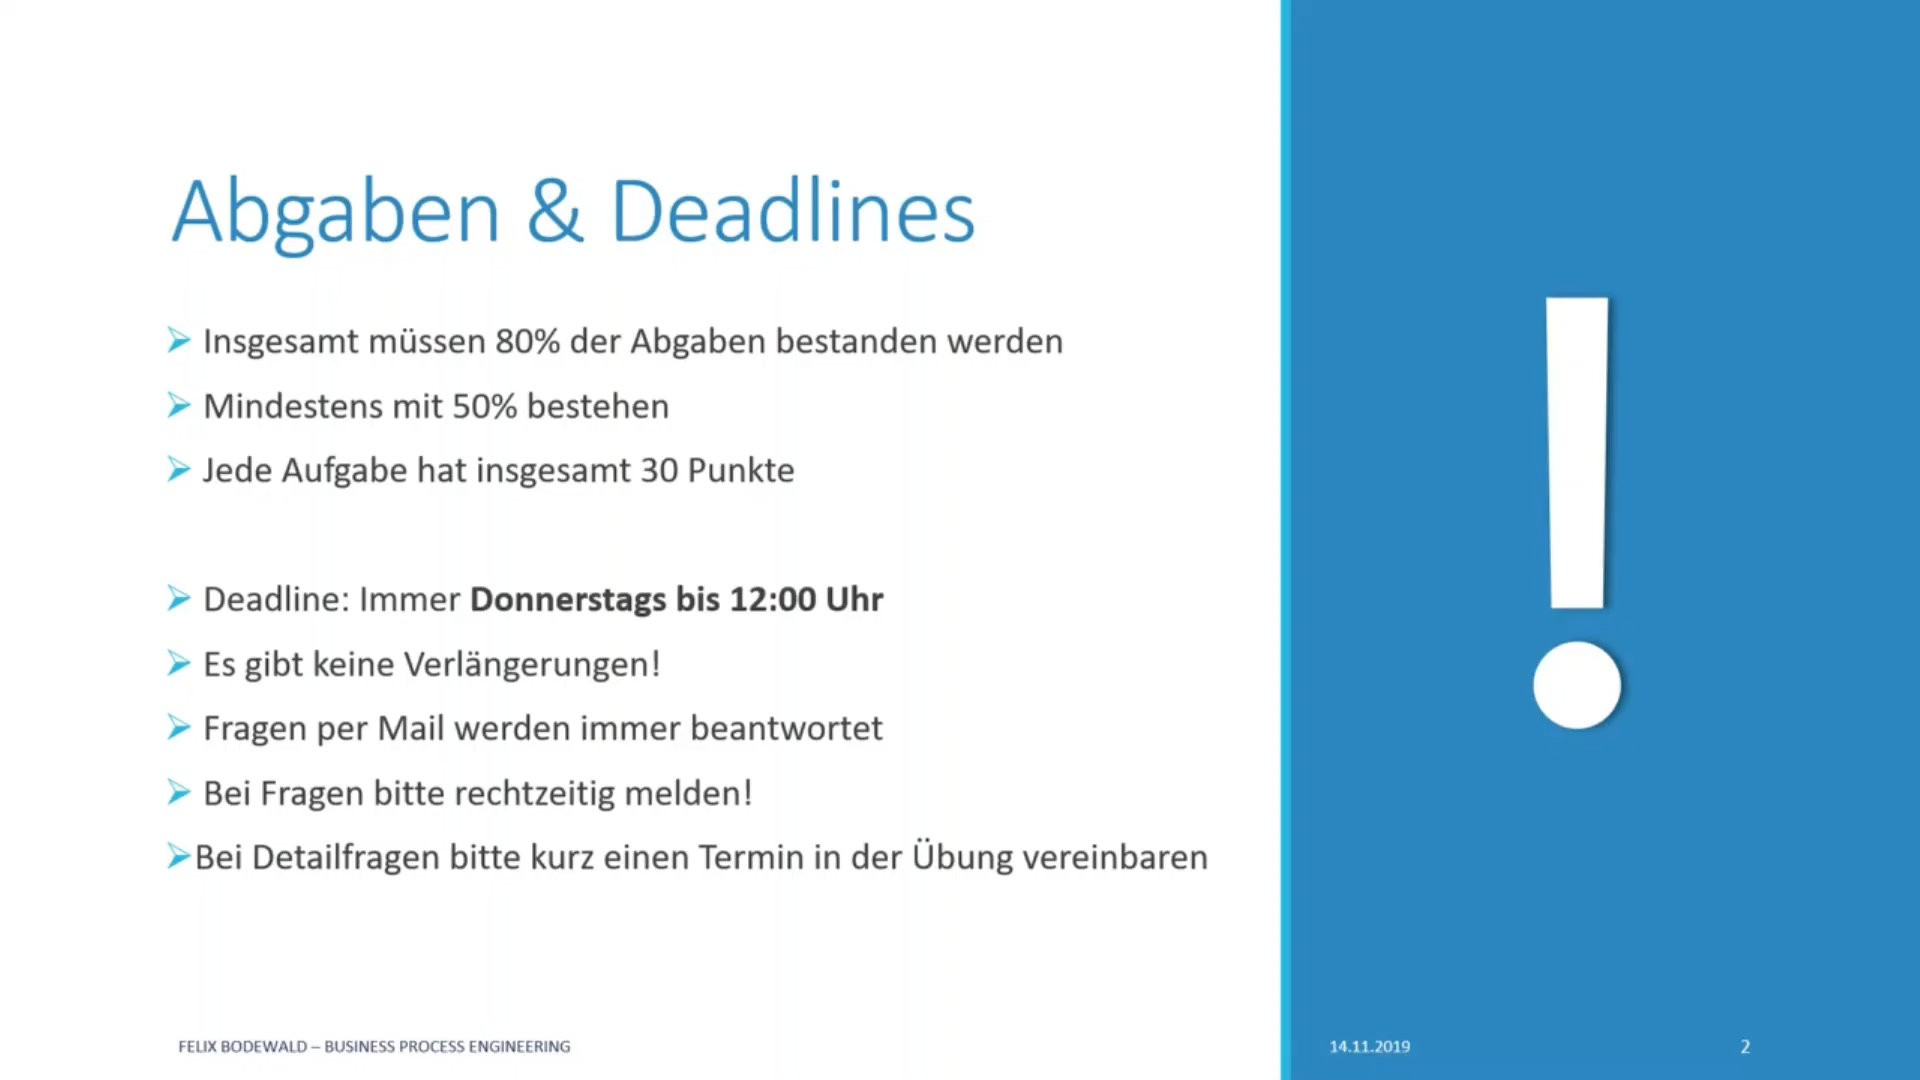 Abgaben & Deadlines
Insgesamt müssen 80% der Abgaben bestanden werden
Mindestens mit 50% bestehen
Jede Aufgabe hat insgesamt 30 Punkte
Deadline: Immer Donnerstags bis 12:00 Uhr
Es gibt keine Verlängerungen!
Fragen per Mail werden immer beantwortet
Bei Fragen bitte rechtzeitig melden!
Bei Detailfragen bitte kurz einen Termin in der Übung vereinbaren
!
FELIX BODEWALD – BUSINESS PROCESS ENGINEERING
14.11.2019
2